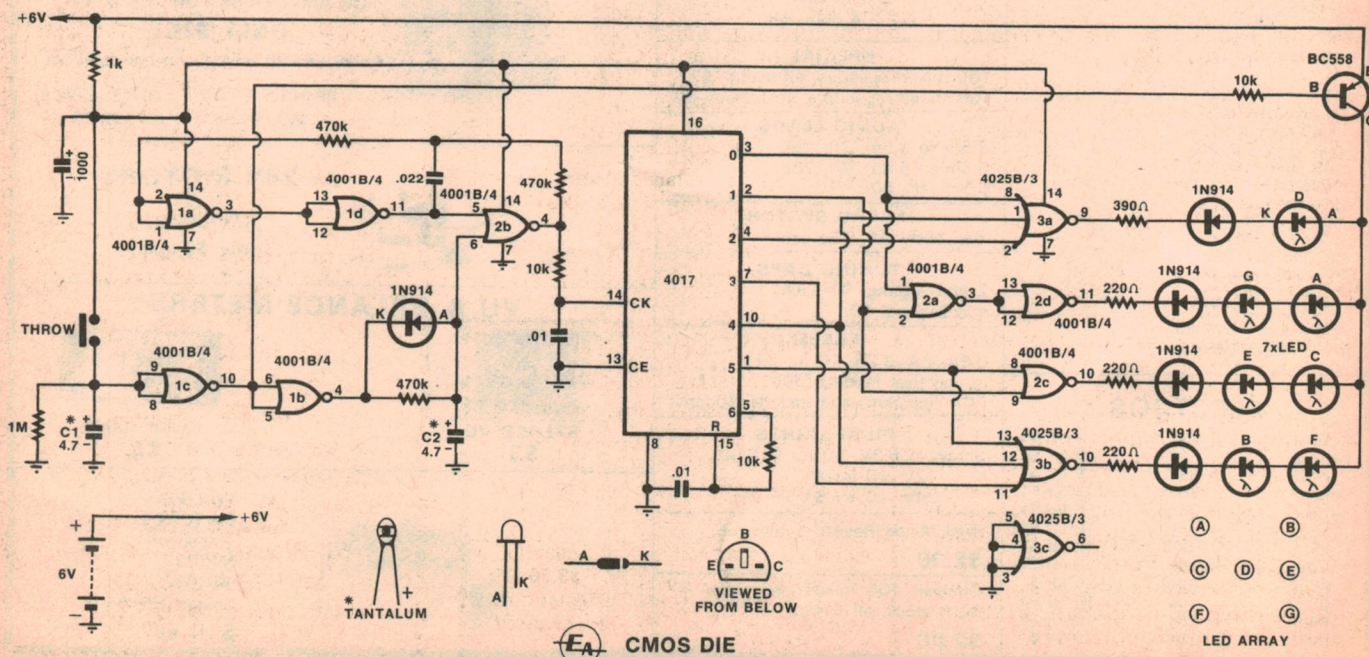 +6V
1k
BC558
E
B
C
10k
16
470k
1000
+
−
.022
470k
4001B/4
4001B/4
14
2
1
1a
3
7
4001B/4
13
12
1d
11
14
5
6
2b
4
7
10k
0
3
1
2
2
4
3
7
4
10
5
1
6
5
4017
14
CK
13
CE
R
8
15
.01
.01
10k
4025B/3
8
1
2
14
3a
9
7
390Ω
1N914
K
D
A
4001B/4
1
2
2a
3
13
12
2d
11
4001B/4
220Ω
1N914
G
A
7xLED
4001B/4
8
9
2c
10
220Ω
1N914
E
C
4025B/3
13
12
11
3b
10
220Ω
1N914
B
F
THROW
1N914
K
A
4001B/4
9
8
1c
10
4001B/4
6
5
1b
4
470k
1M
* +
C1
4.7 −
* +
C2
4.7 −
+
6V
−
+6V
*
TANTALUM
+
A
K
A
K
B
E
C
VIEWED
FROM BELOW
4025B/3
5
4
3
3c
6
A
B
C
D
E
F
G
LED ARRAY
EA
CMOS DIE